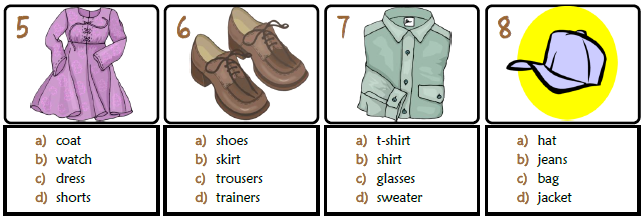 5
a) coat
b) watch
c) dress
d) shorts
6
a) shoes
b) skirt
c) trousers
d) trainers
7
a) t-shirt
b) shirt
c) glasses
d) sweater
8
a) hat
b) jeans
c) bag
d) jacket